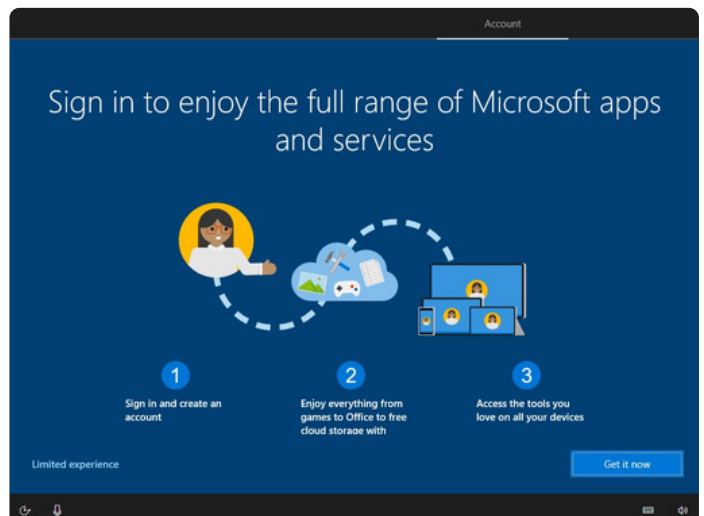 Account
Sign in to enjoy the full range of Microsoft apps
and services
1
Sign in and create an
account
2
Enjoy everything from
games to Office to free
cloud storage with
3
Access the tools you
love on all your devices
Limited experience
Get it now